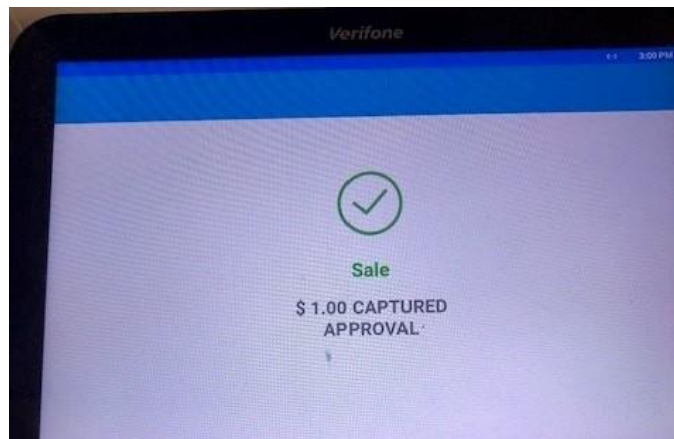 Verifone
3:00 PM
Sale
$ 1.00 CAPTURED
APPROVAL